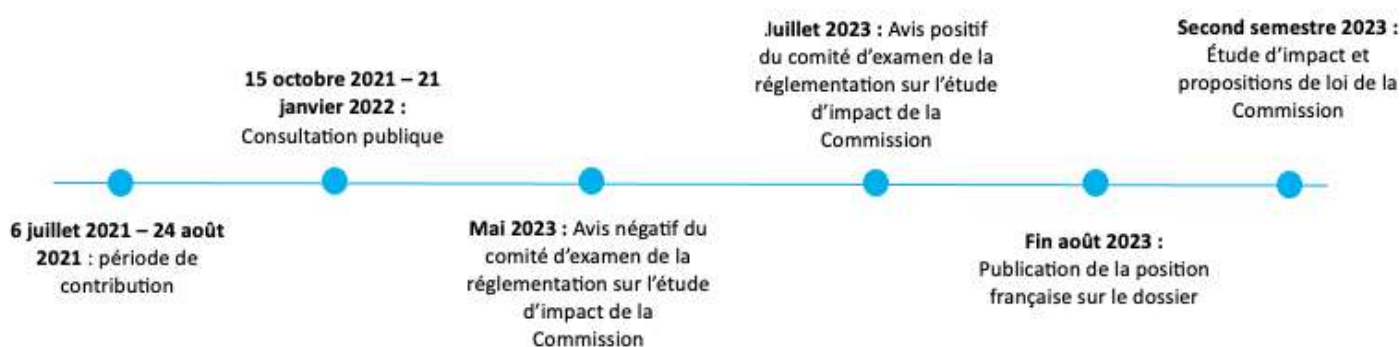 6 juillet 2021 – 24 août
2021 : période de
contribution
15 octobre 2021 – 21
janvier 2022 :
Consultation publique
Mai 2023 : Avis négatif du
comité d'examen de la
réglementation sur l'étude
d'impact de la
Commission
Juillet 2023 : Avis positif
du comité d'examen de la
réglementation sur l'étude
d'impact de la
Commission
Fin août 2023 :
Publication de la position
française sur le dossier
Second semestre 2023 :
Étude d'impact et
propositions de loi de la
Commission